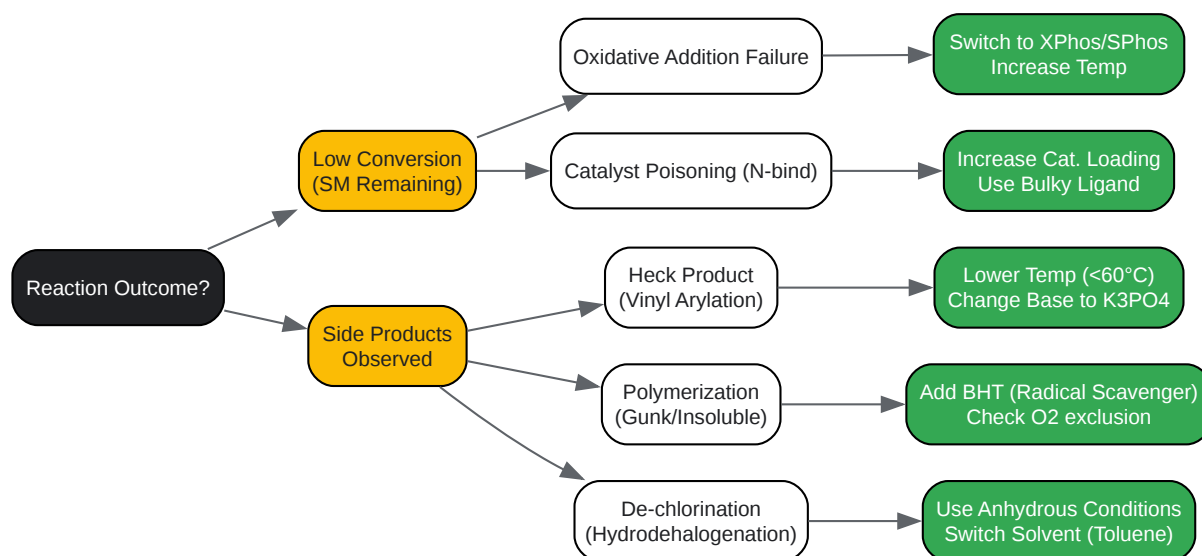 Reaction Outcome?
Low Conversion
(SM Remaining)
Side Products
Observed
Oxidative Addition Failure
Catalyst Poisoning (N-bind)
Heck Product
(Vinyl Arylation)
Polymerization
(Gunk/Insoluble)
De-chlorination
(Hydrodehalogenation)
Switch to XPhos/SPhos
Increase Temp
Increase Cat. Loading
Use Bulky Ligand
Lower Temp (<60°C)
Change Base to K3PO4
Add BHT (Radical Scavenger)
Check O2 exclusion
Use Anhydrous Conditions
Switch Solvent (Toluene)